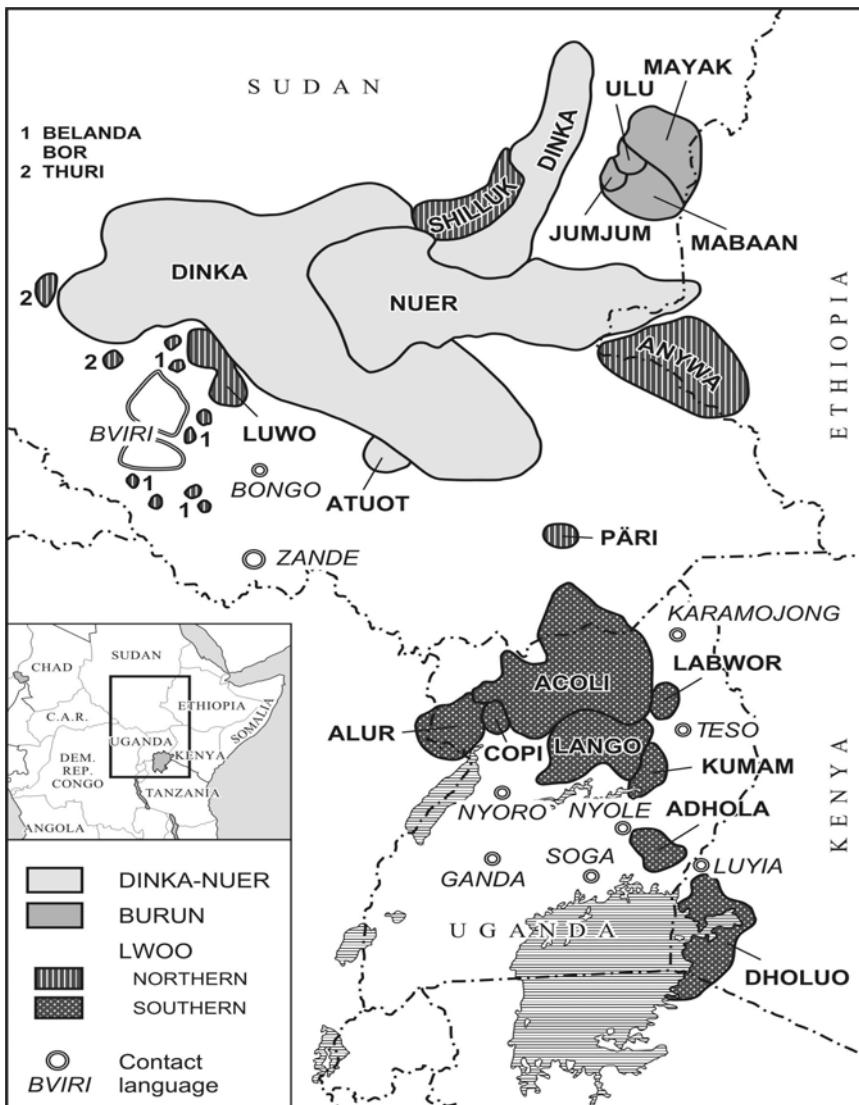 SUDAN
1 BELANDA
BOR
2 THURI
MAYAK
ULU
DINKA
SHILLUK
JUMJUM
MABAAN
DINKA
2
NUER
ANYWA
ETHIOPIA
2
1
BVIRI
1
LUWO
BONGO
ATUOT
1
1
ZANDE
PÄRI
KARAMOJONG
ACOLI
LABWOR
ALUR
COPI
LANGO
TESO
KUMAM
NYORO
NYOLE
ADHOLA
KENYA
GANDA
SOGA
LUYIA
UGANDA
DHOLUO
CHAD
SUDAN
C.A.R.
ETHIOPIA
SOMALIA
UGANDA
DEM.
REP.
CONGO
KENYA
TANZANIA
ANGOLA
DINKA-NUER
BURUN
LWOO
NORTHERN
SOUTHERN
Contact
BVIRI language